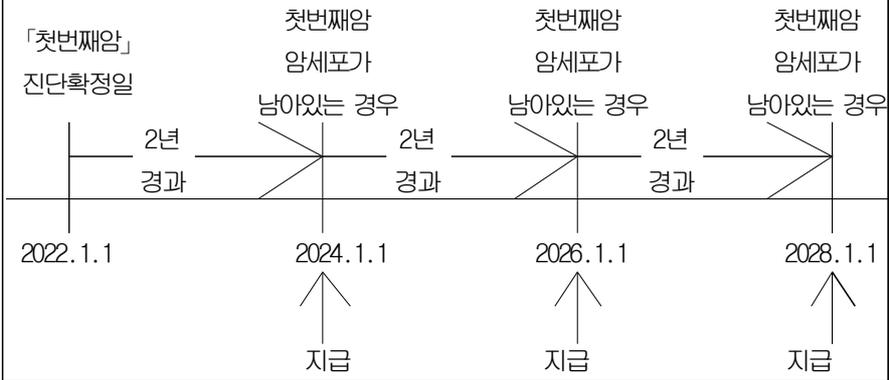 「첫번째암」
진단확정일
첫번째암
암세포가
남아있는 경우
첫번째암
암세포가
남아있는 경우
첫번째암
암세포가
남아있는 경우
2년
경과
2년
경과
2년
경과
2022.1.1
2024.1.1
2026.1.1
2028.1.1
지급
지급
지급